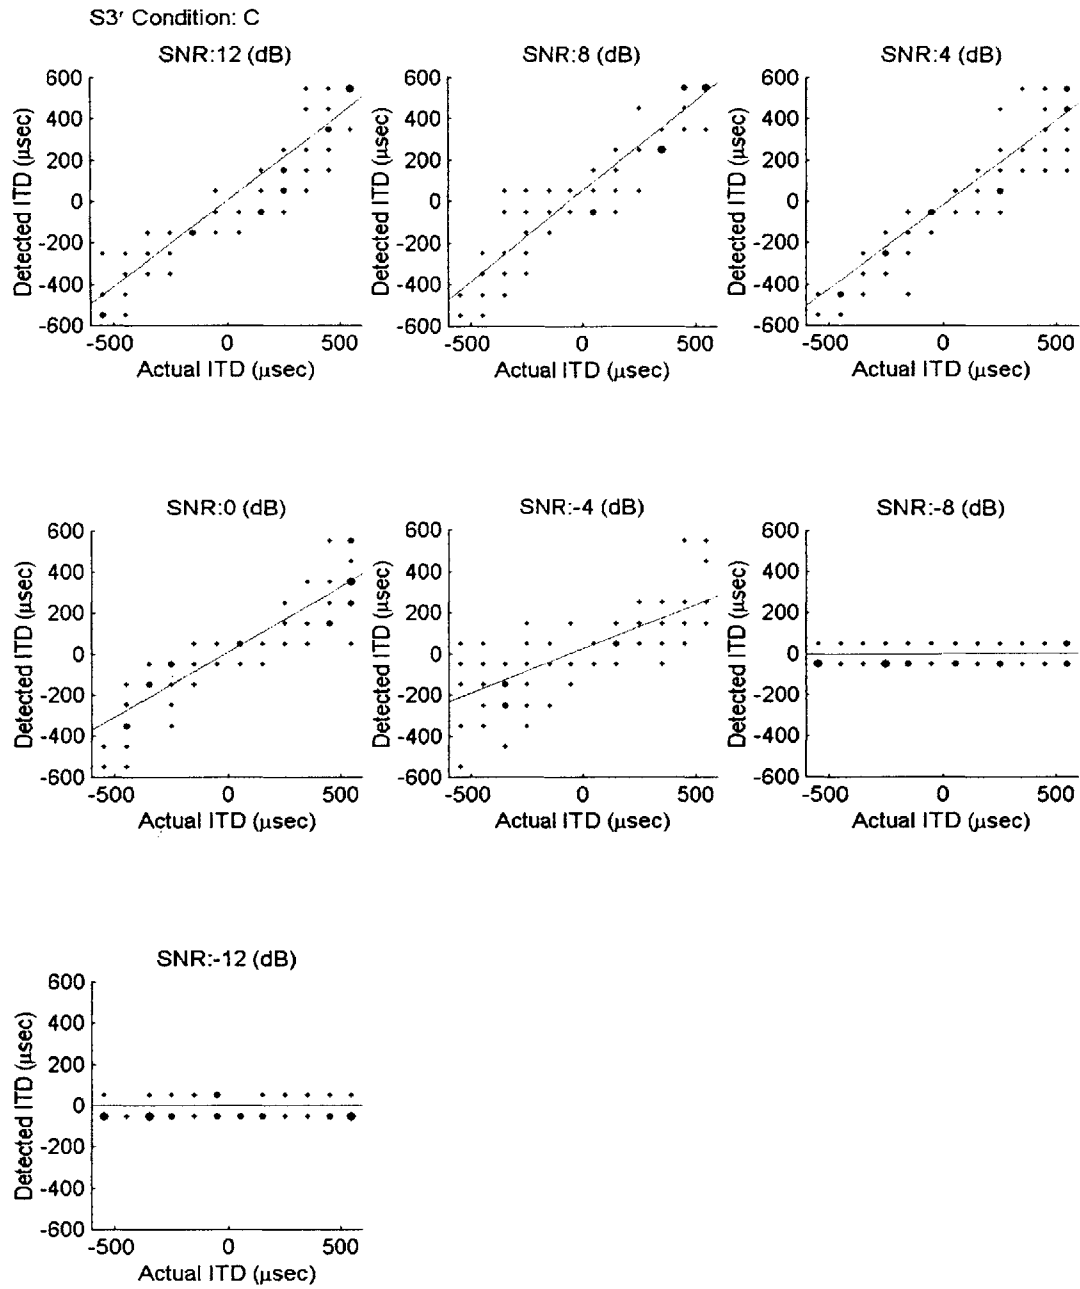 S3' Condition: C
SNR:12 (dB)
SNR:8 (dB)
SNR:4 (dB)
600
400
200
0
-200
-400
-600
Detected ITD (μsec)
-500 0 500
Actual ITD (μsec)
600
400
200
0
-200
-400
-600
Detected ITD (μsec)
-500 0 500
Actual ITD (μsec)
600
400
200
0
-200
-400
-600
Detected ITD (μsec)
-500 0 500
Actual ITD (μsec)
SNR:0 (dB)
SNR:-4 (dB)
SNR:-8 (dB)
600
400
200
0
-200
-400
-600
Detected ITD (μsec)
-500 0 500
Actual ITD (μsec)
600
400
200
0
-200
-400
-600
Detected ITD (μsec)
-500 0 500
Actual ITD (μsec)
600
400
200
0
-200
-400
-600
Detected ITD (μsec)
-500 0 500
Actual ITD (μsec)
SNR:-12 (dB)
600
400
200
0
-200
-400
-600
Detected ITD (μsec)
-500 0 500
Actual ITD (μsec)